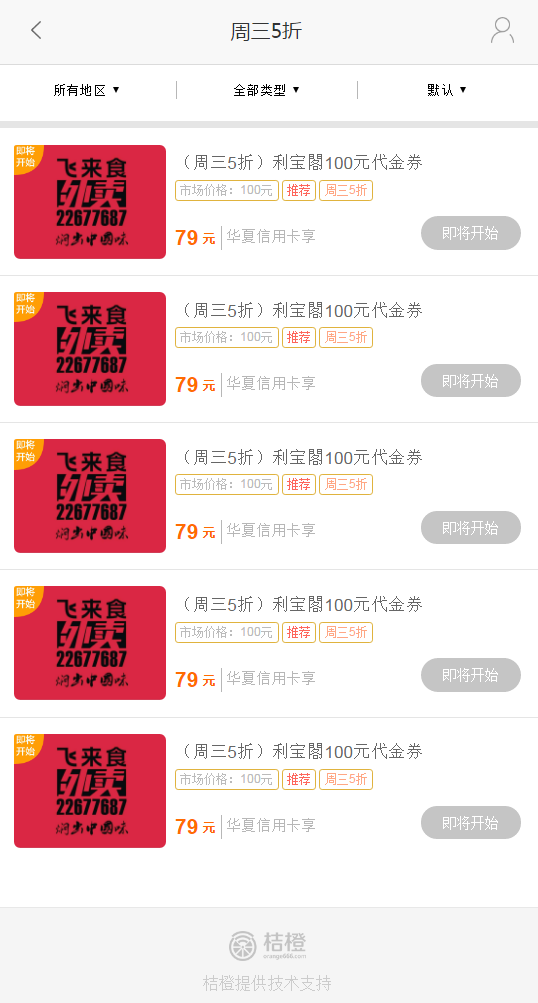 周三5折
所有地区 ▼
全部类型 ▼
默认 ▼
即将
开始
飞来食
外卖
22677687
（周三5折）利宝閣100元代金券
市场价格：100元 推荐 周三5折
79 元 华夏信用卡享
即将开始
即将
开始
飞来食
外卖
22677687
（周三5折）利宝閣100元代金券
市场价格：100元 推荐 周三5折
79 元 华夏信用卡享
即将开始
即将
开始
飞来食
外卖
22677687
（周三5折）利宝閣100元代金券
市场价格：100元 推荐 周三5折
79 元 华夏信用卡享
即将开始
即将
开始
飞来食
外卖
22677687
（周三5折）利宝閣100元代金券
市场价格：100元 推荐 周三5折
79 元 华夏信用卡享
即将开始
即将
开始
飞来食
外卖
22677687
（周三5折）利宝閣100元代金券
市场价格：100元 推荐 周三5折
79 元 华夏信用卡享
即将开始
桔橙
orange868.com
桔橙提供技术支持